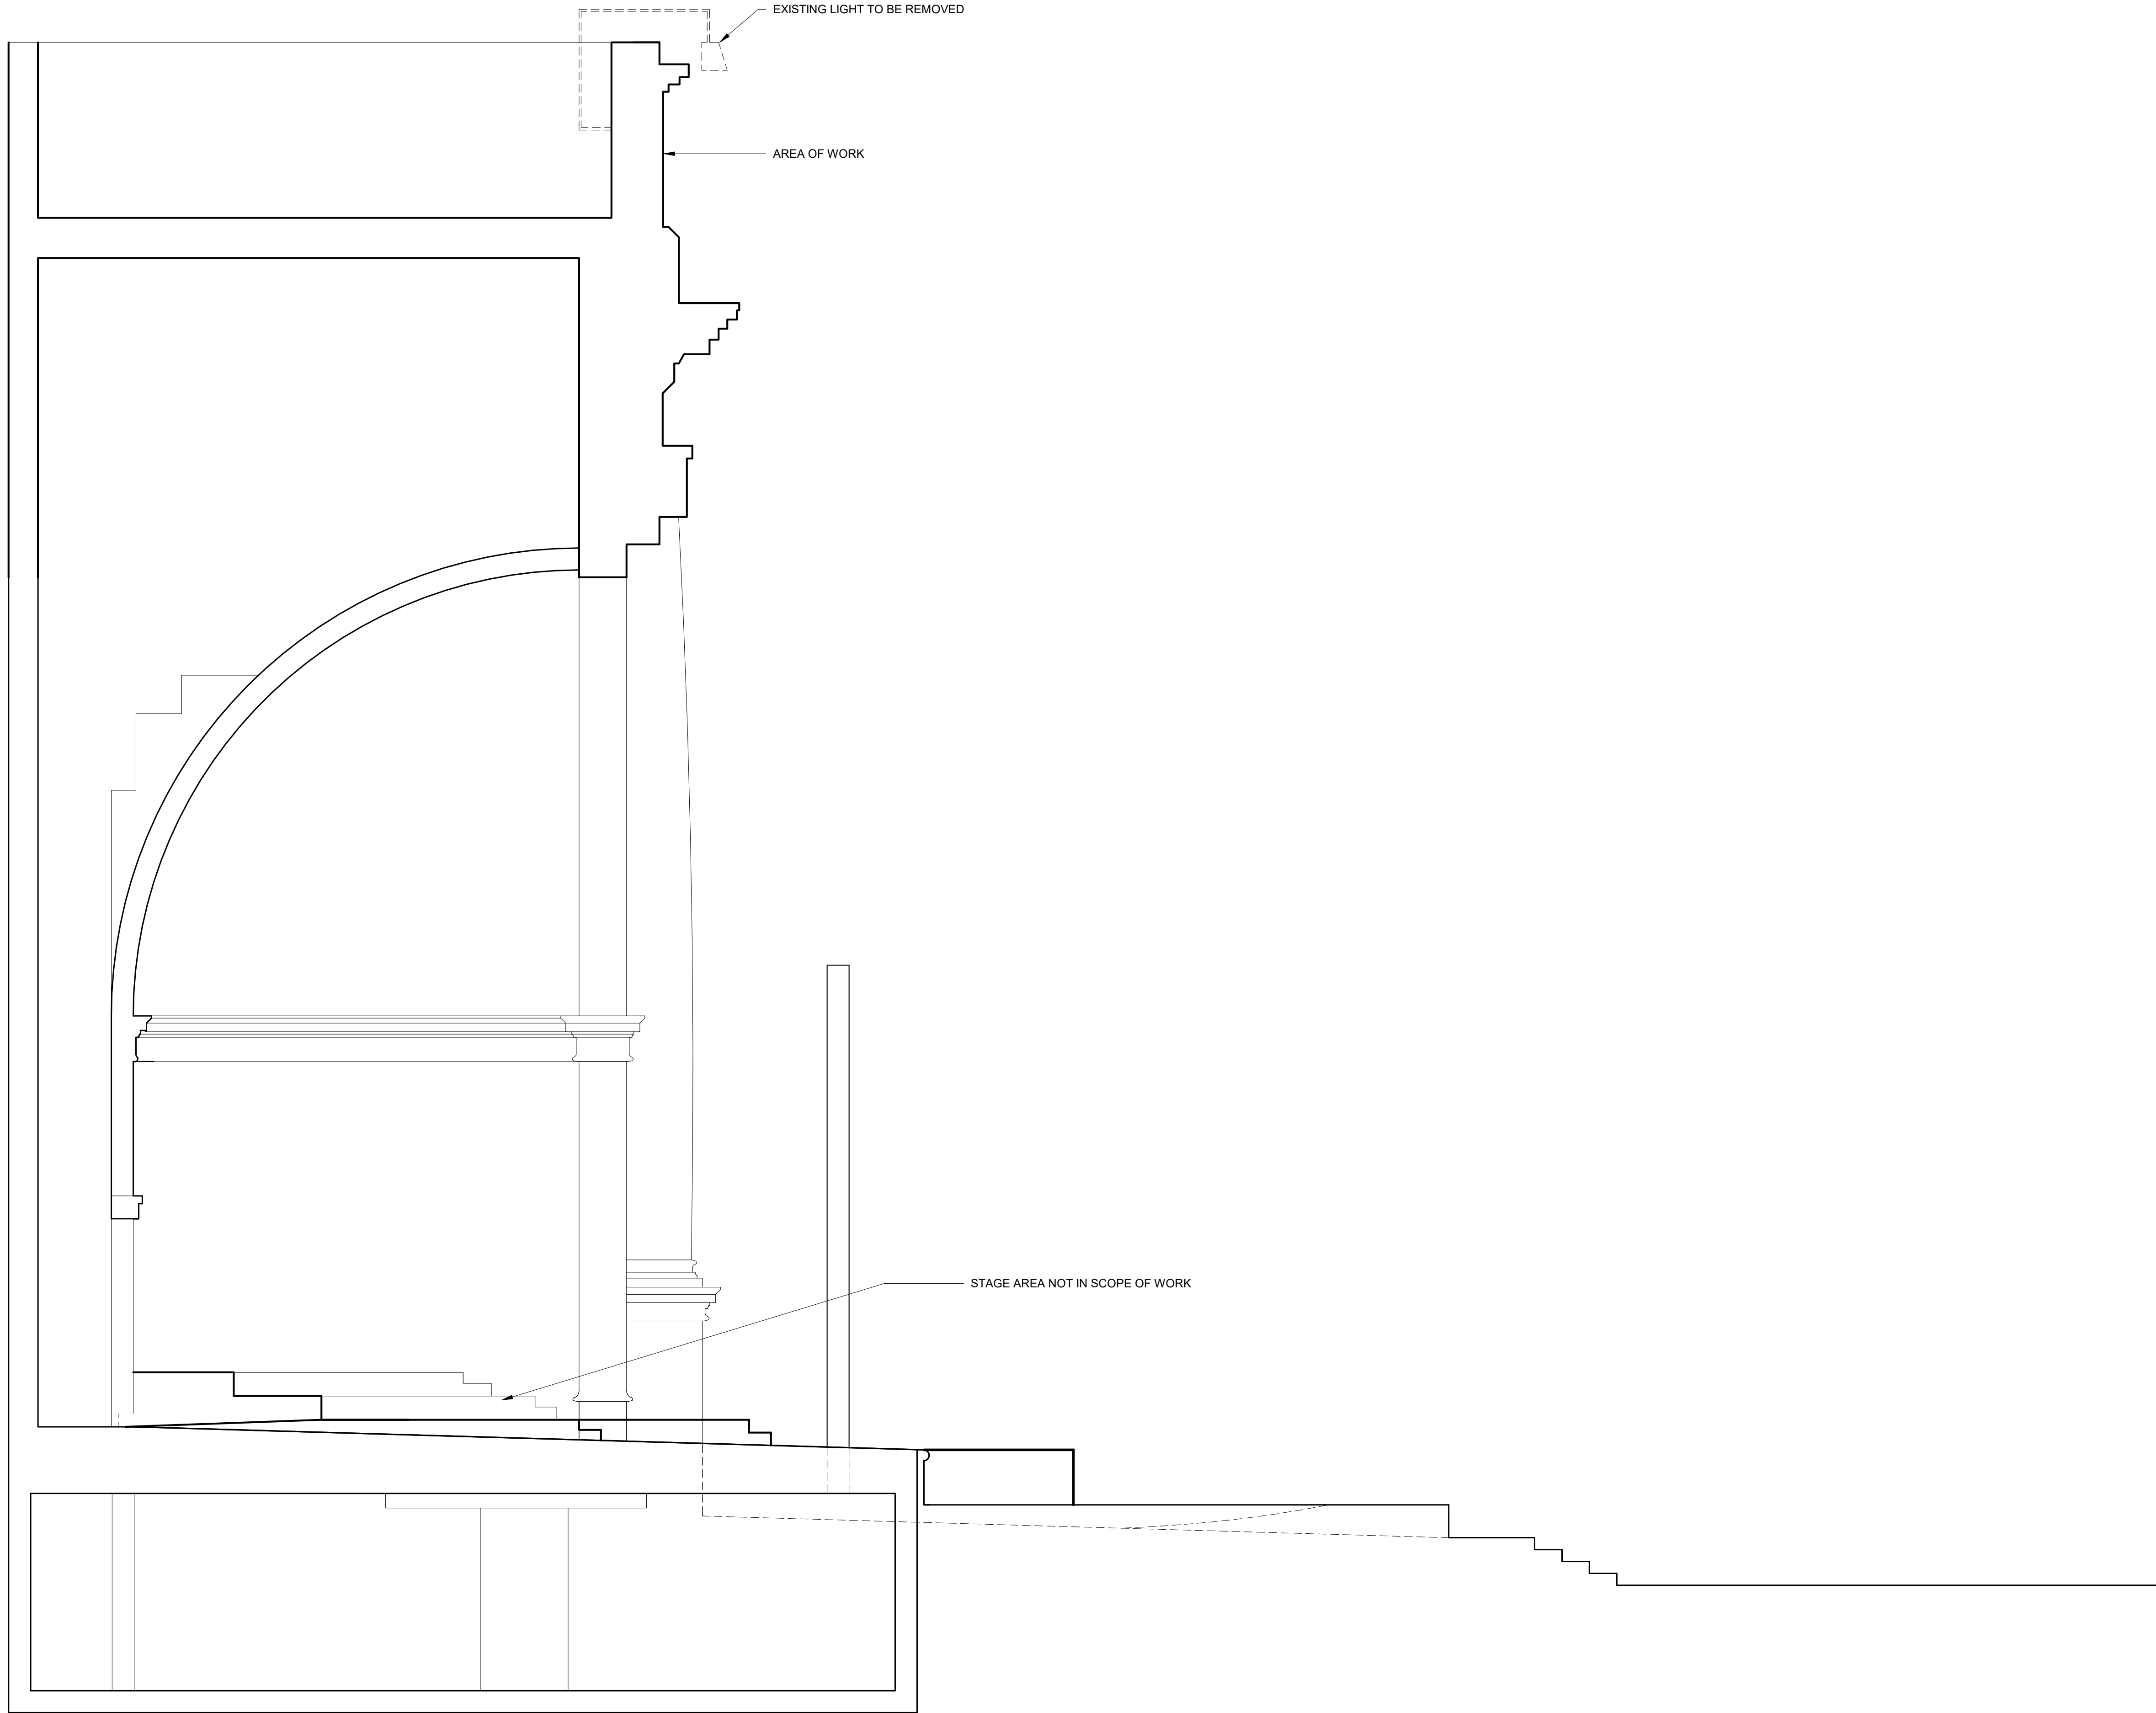 EXISTING LIGHT TO BE REMOVED
AREA OF WORK
STAGE AREA NOT IN SCOPE OF WORK